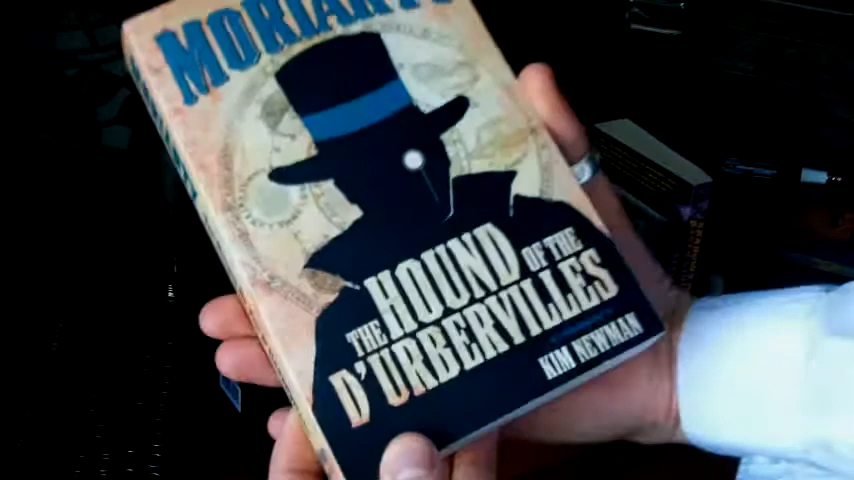 MORIARTY
THE HOUND OF THE
D'URBERVILLES
KIM NEWMAN